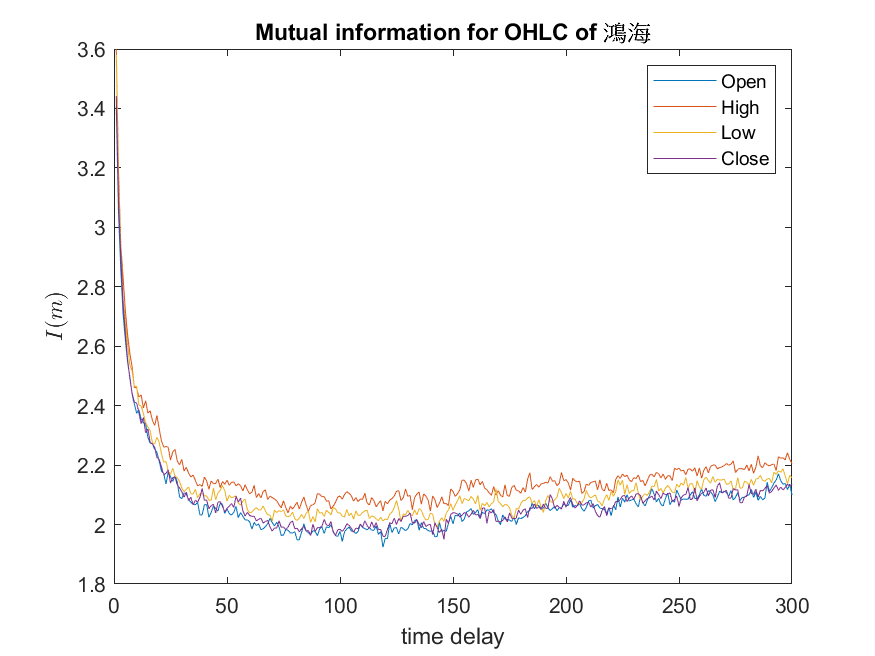 Mutual information for OHLC of 鴻海
3.6
3.4
3.2
3
2.8
2.6
2.4
2.2
2
1.8
I(m)
0 50 100 150 200 250 300
time delay
Open
High
Low
Close